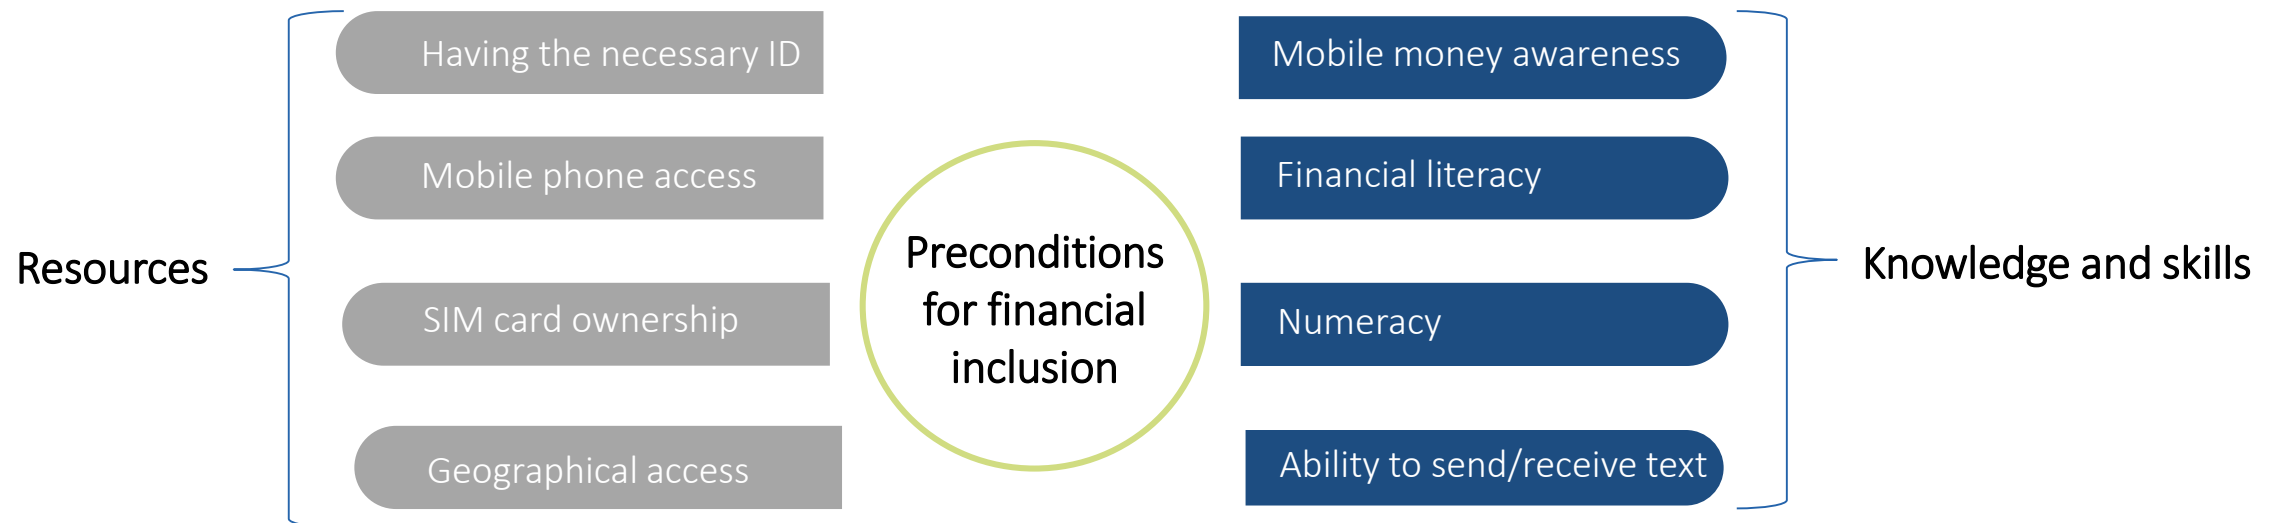 Resources
Having the necessary ID
Mobile phone access
SIM card ownership
Geographical access
Preconditions
for financial
inclusion
Mobile money awareness
Financial literacy
Numeracy
Ability to send/receive text
Knowledge and skills